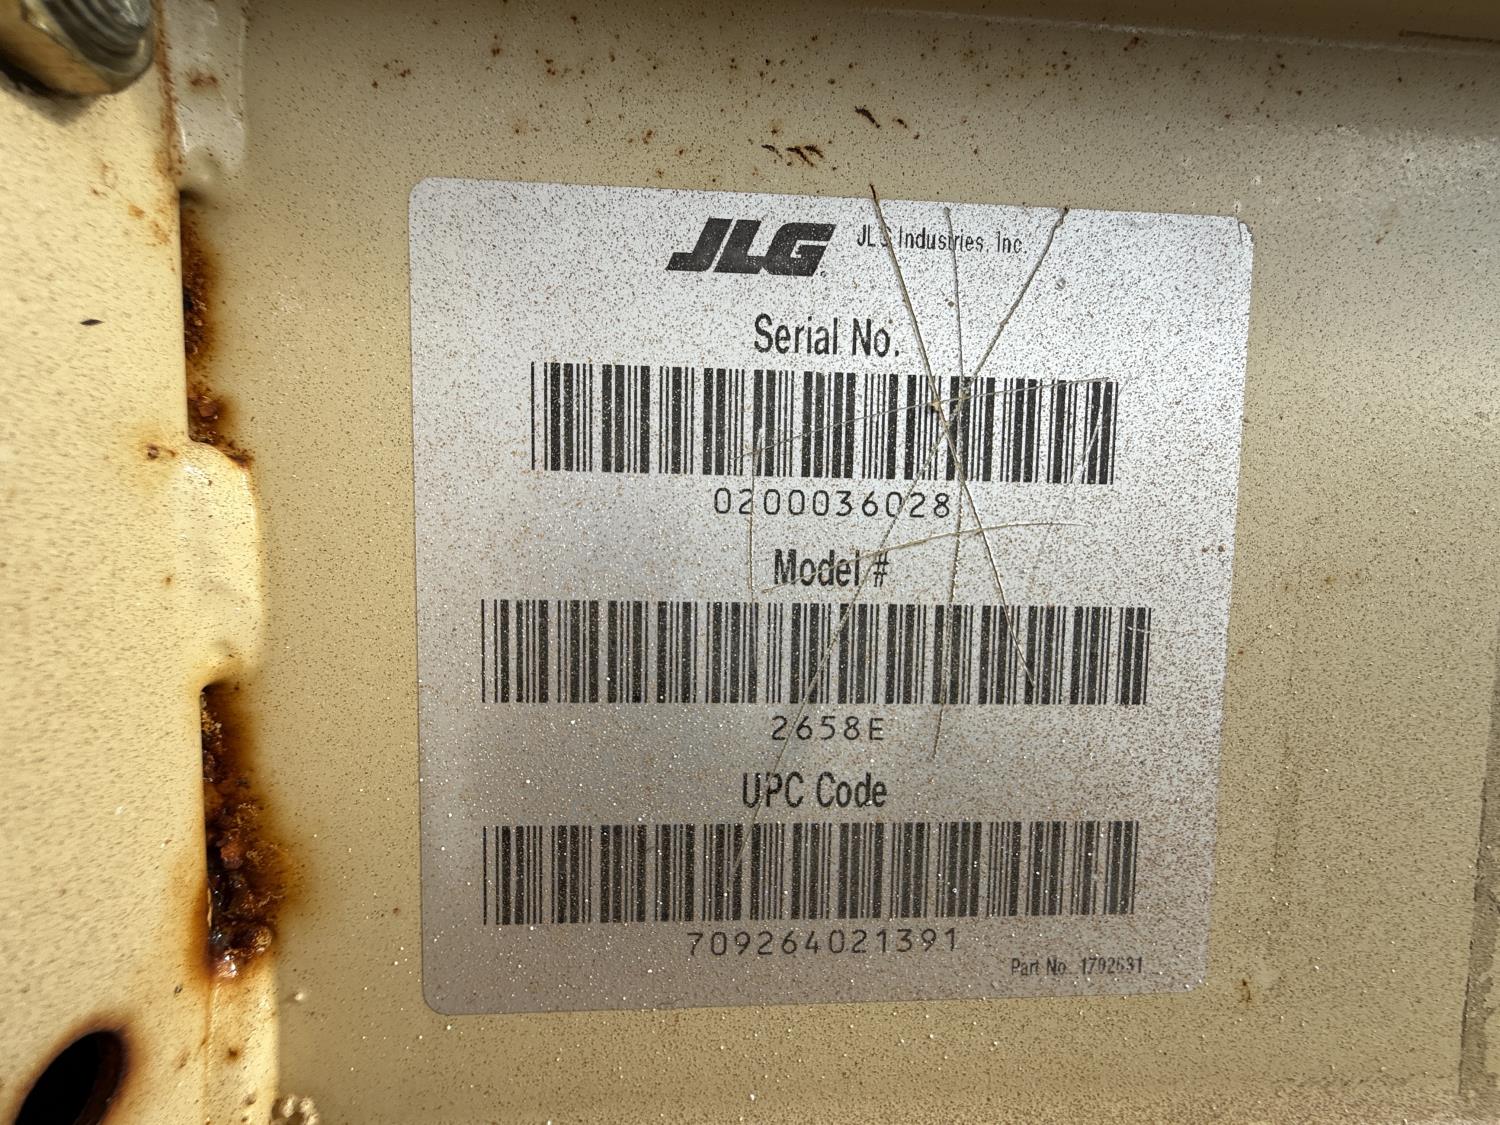 JLG JLG Industries, Inc.
Serial No.
0200036028
Model #
2658E
UPC Code
709264021391
Part No. 1702631